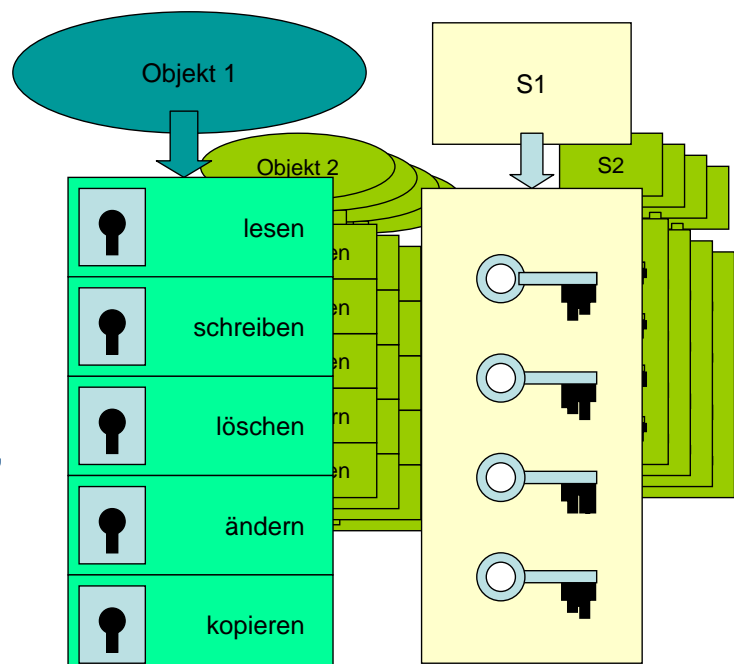 Objekt 1
S1
Objekt 2
S2
lesen
schreiben
löschen
ändern
kopieren